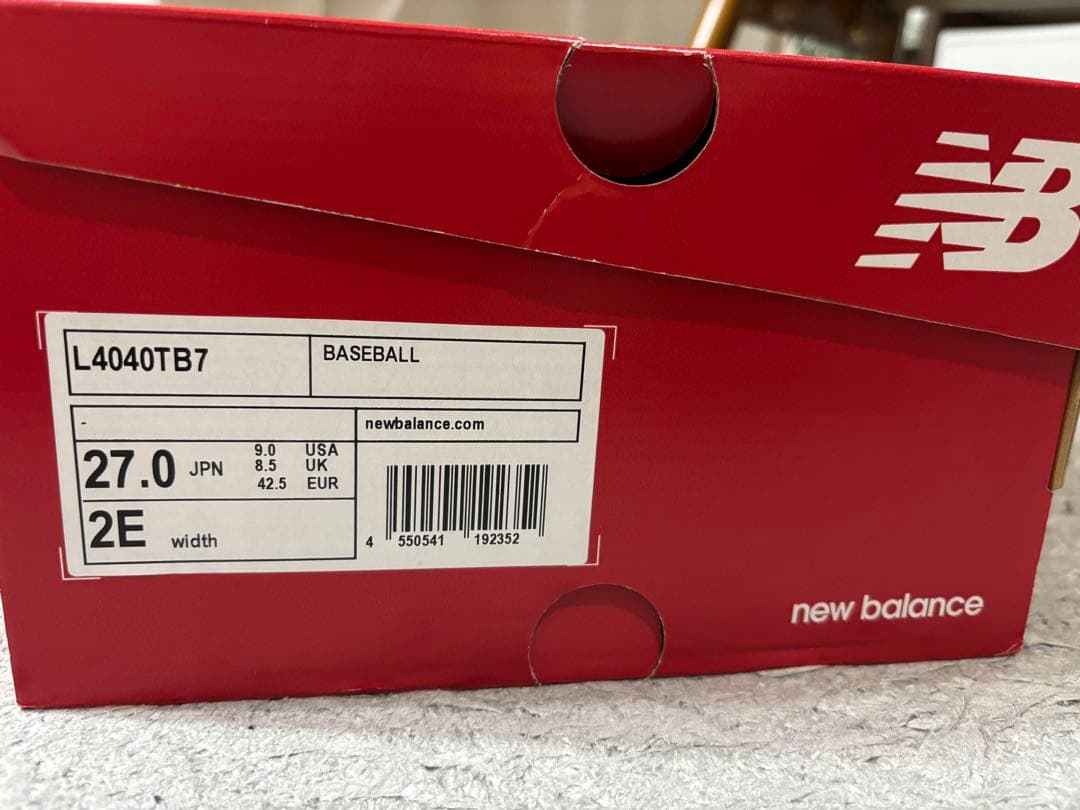 NB
L4040TB7
BASEBALL
-
newbalance.com
27.0 JPN
9.0 USA
8.5 UK
42.5 EUR
2E width
4 550541 192352
new balance